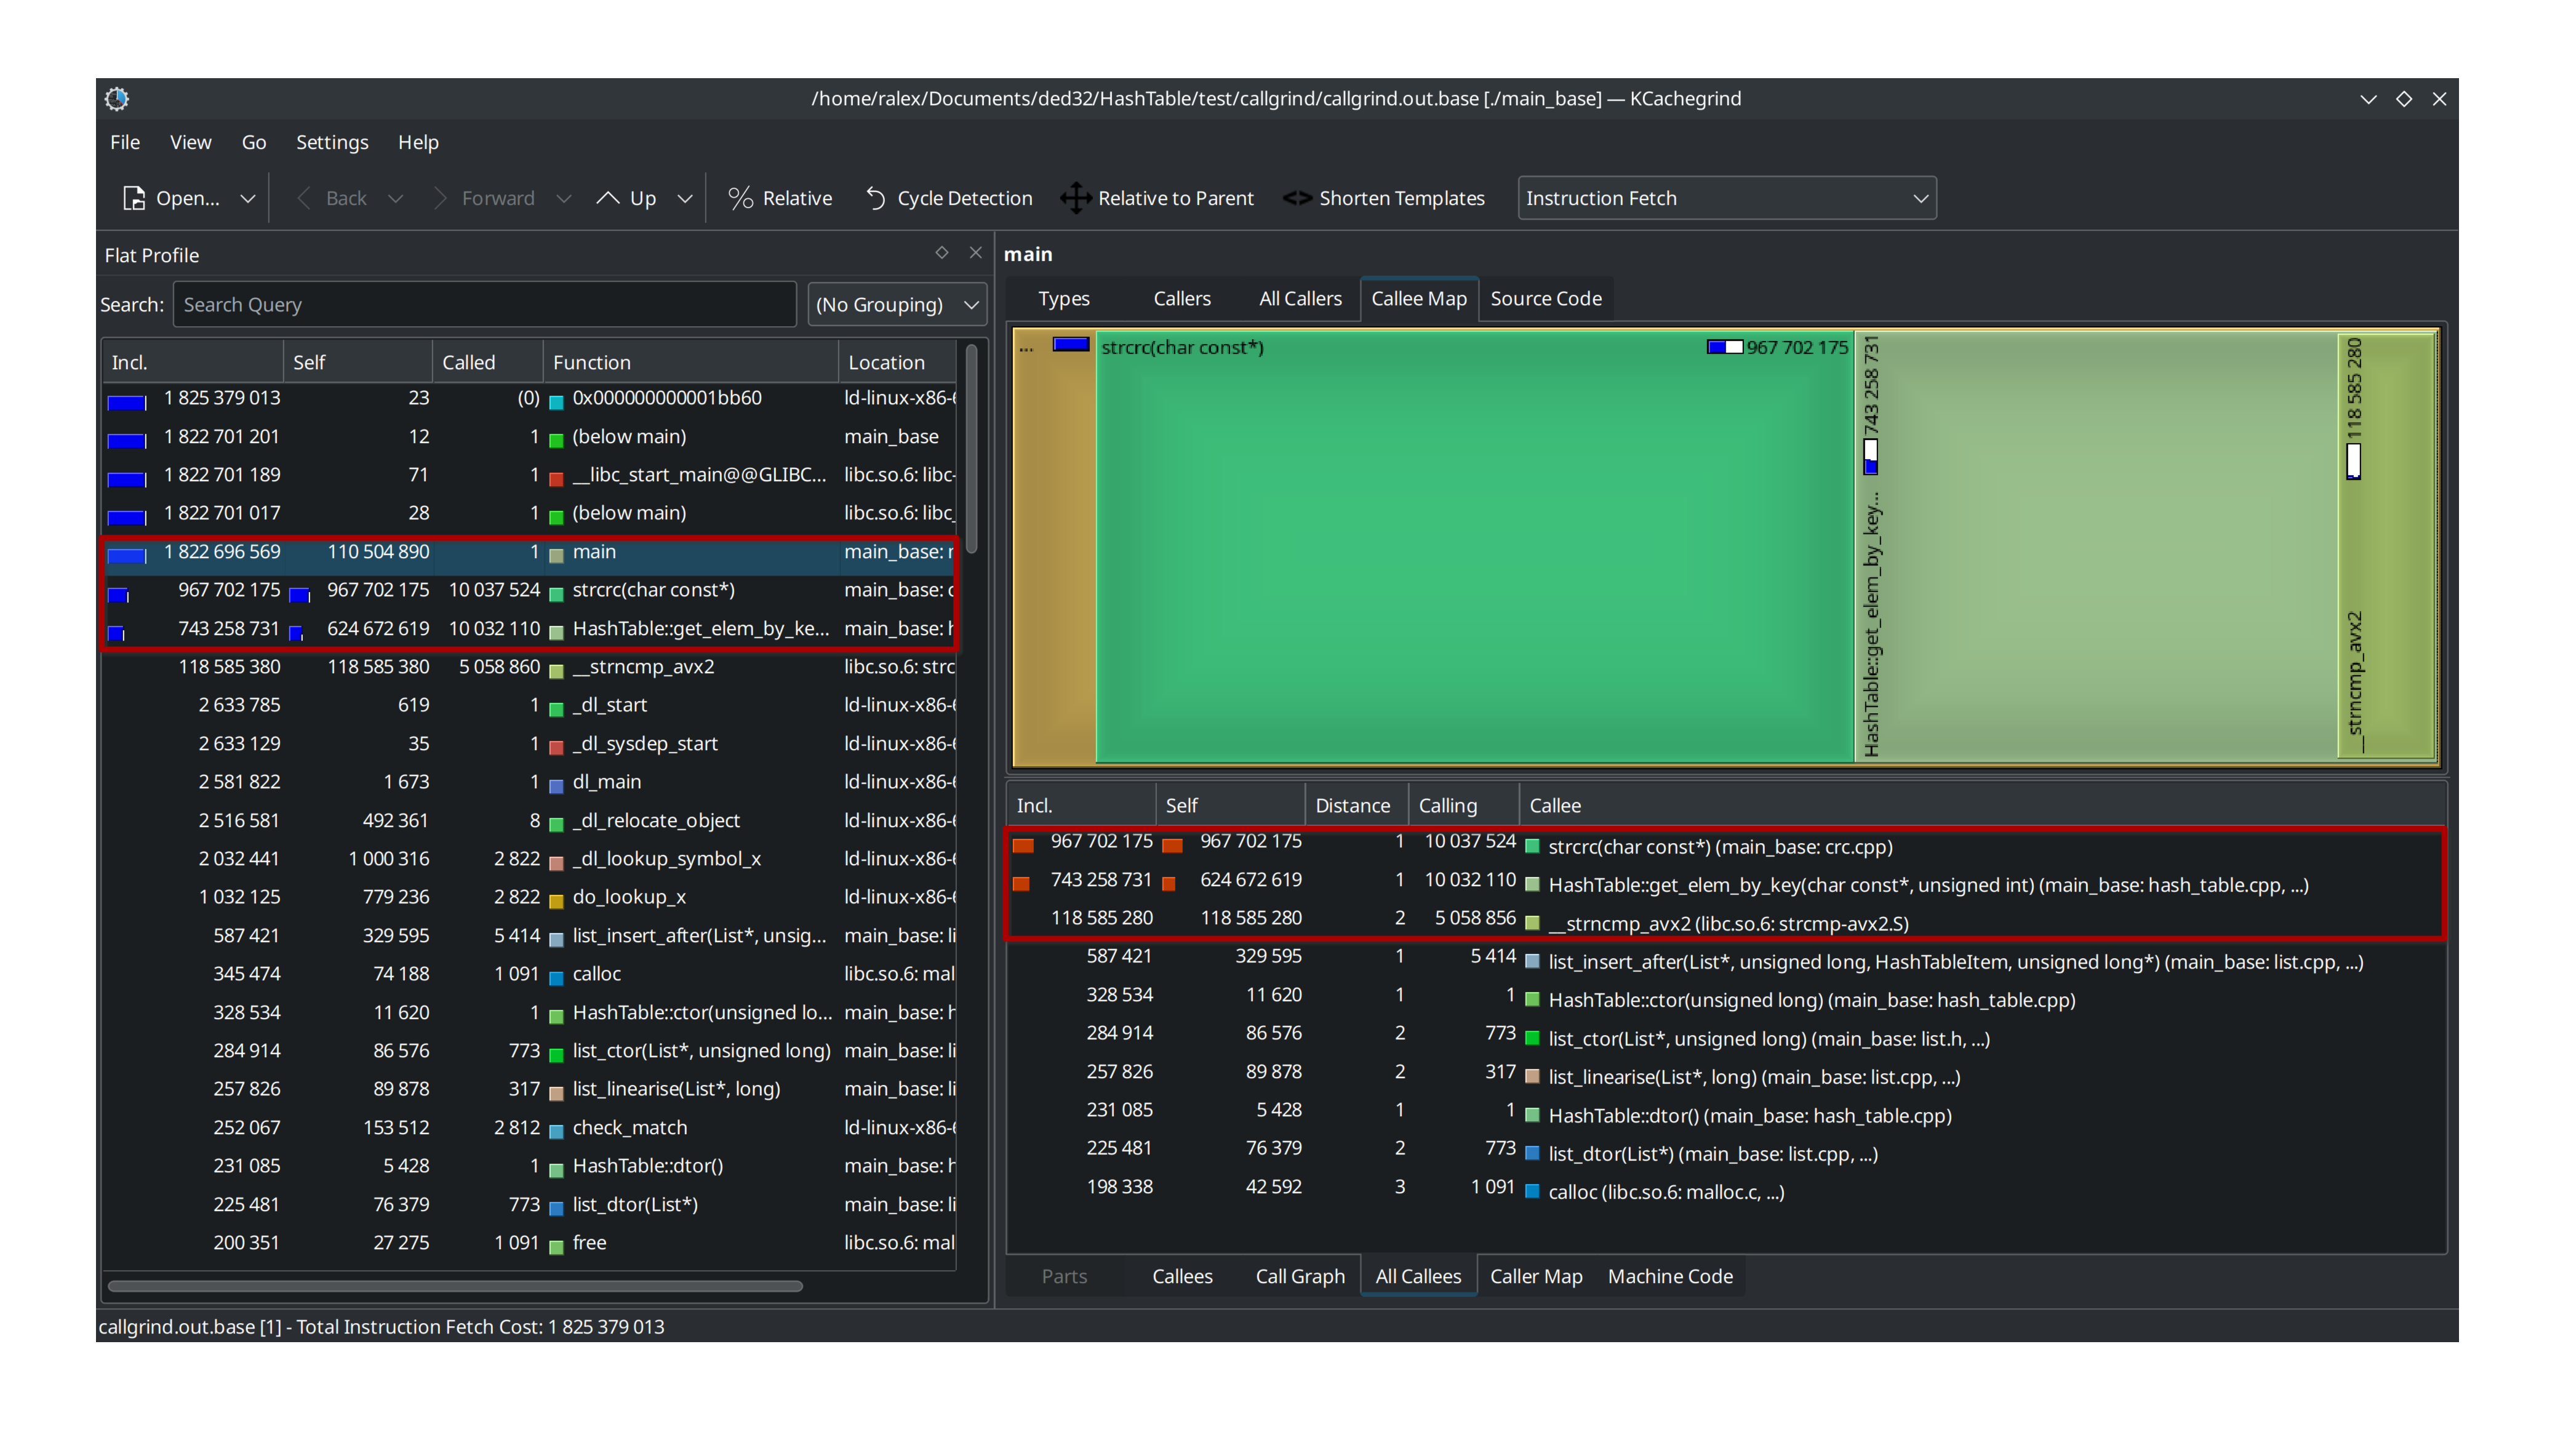 /home/ralex/Documents/ded32/HashTable/test/callgrind/callgrind.out.base [./main_base] — KCachegrind
File View Go Settings Help
Open... Back Forward Up Relative Cycle Detection Relative to Parent Shorten Templates Instruction Fetch
Flat Profile
Search: Search Query (No Grouping)
Incl. Self Called Function Location
1 825 379 013 23 (0) 0x000000000001bb60 ld-linux-x86-6
1 822 701 201 12 1 (below main) main_base
1 822 701 189 71 1 __libc_start_main@@GLIBC... libc.so.6: libc-
1 822 701 017 28 1 (below main) libc.so.6: libc_
1 822 696 569 110 504 890 1 main main_base: r
967 702 175 967 702 175 10 037 524 strcrc(char const*) main_base: c
743 258 731 624 672 619 10 032 110 HashTable::get_elem_by_ke... main_base: h
118 585 380 118 585 380 5 058 860 __strncmp_avx2 libc.so.6: strc
2 633 785 619 1 _dl_start ld-linux-x86-6
2 633 129 35 1 _dl_sysdep_start ld-linux-x86-6
2 581 822 1 673 1 dl_main ld-linux-x86-6
2 516 581 492 361 8 _dl_relocate_object ld-linux-x86-6
2 032 441 1 000 316 2 822 _dl_lookup_symbol_x ld-linux-x86-6
1 032 125 779 236 2 822 do_lookup_x ld-linux-x86-6
587 421 329 595 5 414 list_insert_after(List*, unsig... main_base: li
345 474 74 188 1 091 calloc libc.so.6: mal
328 534 11 620 1 HashTable::ctor(unsigned lo... main_base: h
284 914 86 576 773 list_ctor(List*, unsigned long) main_base: li
257 826 89 878 317 list_linearise(List*, long) main_base: li
252 067 153 512 2 812 check_match ld-linux-x86-6
231 085 5 428 1 HashTable::dtor() main_base: h
225 481 76 379 773 list_dtor(List*) main_base: li
200 351 27 275 1 091 free libc.so.6: mal
main
Types Callers All Callers Callee Map Source Code
... strcrc(char const*) 967 702 175
HashTable::get_elem_by_key... 743 258 731
__strncmp_avx2 118 585 280
Incl. Self Distance Calling Callee
967 702 175 967 702 175 1 10 037 524 strcrc(char const*) (main_base: crc.cpp)
743 258 731 624 672 619 1 10 032 110 HashTable::get_elem_by_key(char const*, unsigned int) (main_base: hash_table.cpp, ...)
118 585 280 118 585 280 2 5 058 856 __strncmp_avx2 (libc.so.6: strcmp-avx2.S)
587 421 329 595 1 5 414 list_insert_after(List*, unsigned long, HashTableItem, unsigned long*) (main_base: list.cpp, ...)
328 534 11 620 1 1 HashTable::ctor(unsigned long) (main_base: hash_table.cpp)
284 914 86 576 2 773 list_ctor(List*, unsigned long) (main_base: list.h, ...)
257 826 89 878 2 317 list_linearise(List*, long) (main_base: list.cpp, ...)
231 085 5 428 1 1 HashTable::dtor() (main_base: hash_table.cpp)
225 481 76 379 2 773 list_dtor(List*) (main_base: list.cpp, ...)
198 338 42 592 3 1 091 calloc (libc.so.6: malloc.c, ...)
Parts Callees Call Graph All Callees Caller Map Machine Code
callgrind.out.base [1] - Total Instruction Fetch Cost: 1 825 379 013